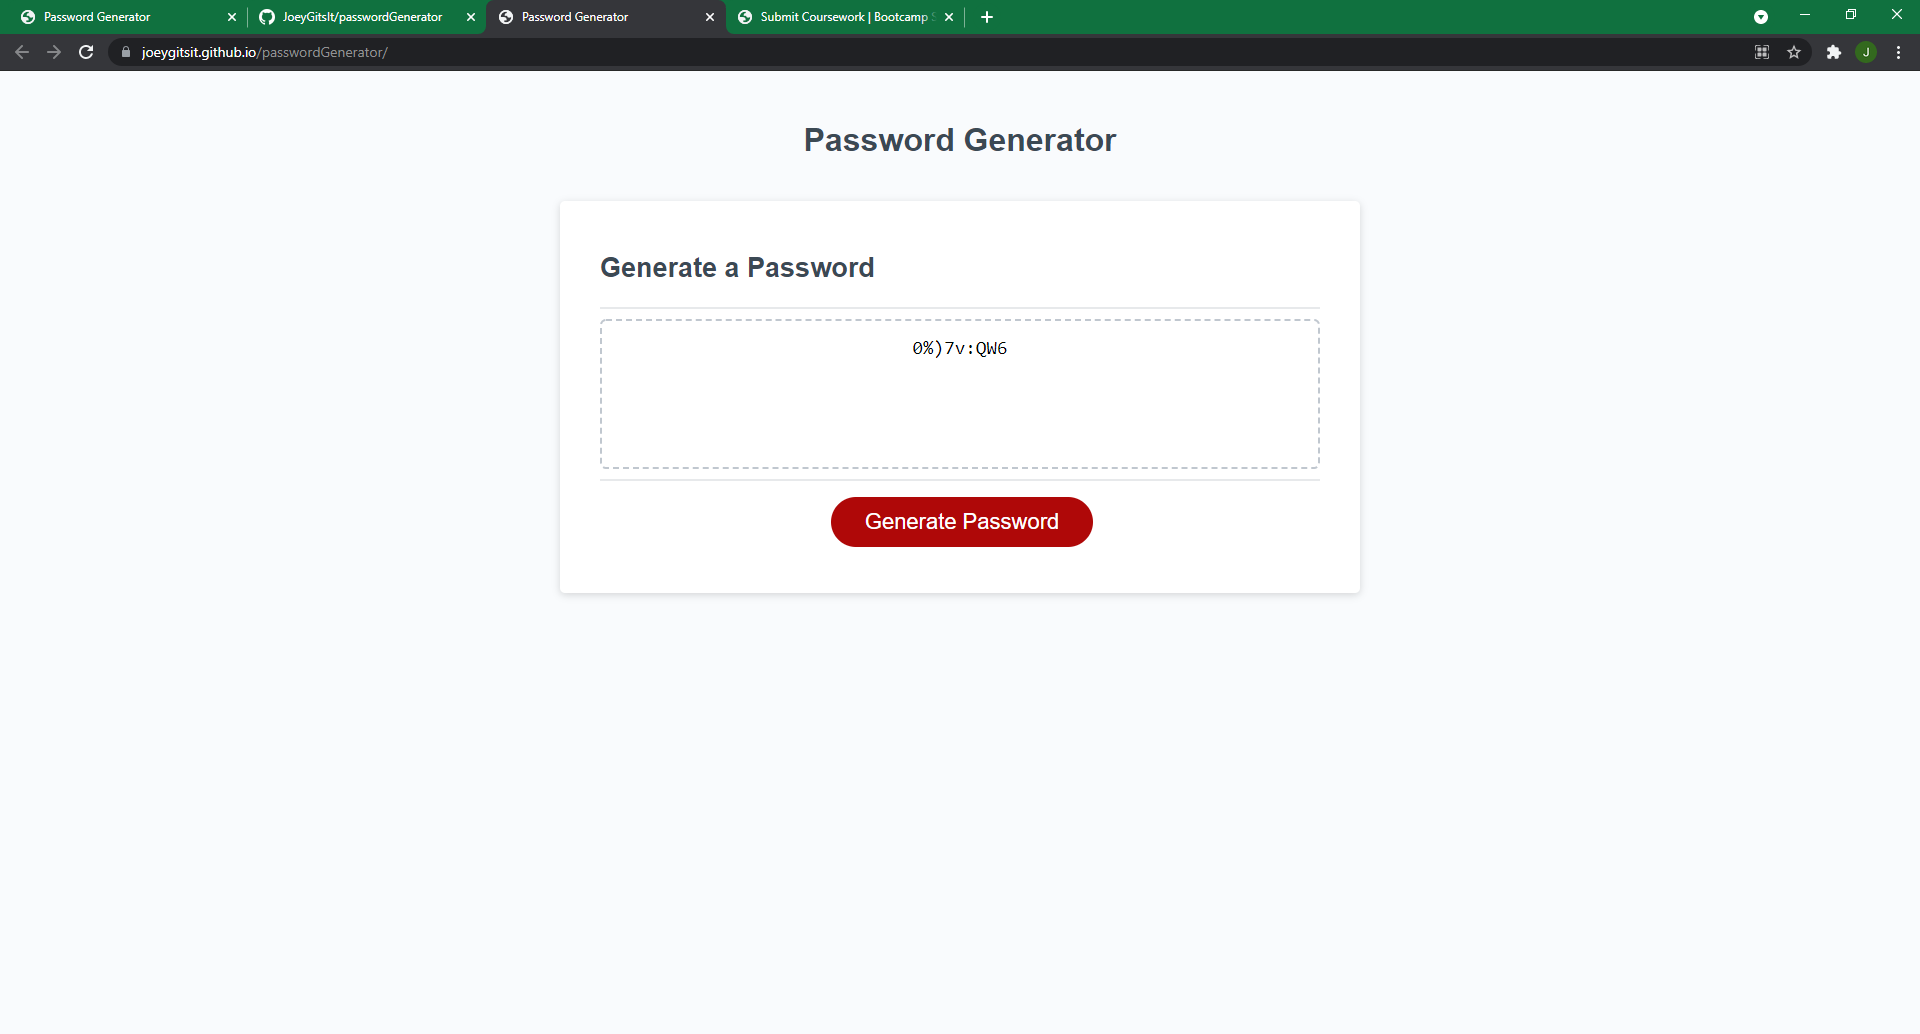 Password Generator
JoeyGitsIt/passwordGenerator
Password Generator
Submit Coursework | Bootcamp
joeygitsit.github.io/passwordGenerator/
J
Password Generator
Generate a Password
0%)7v:QW6
Generate Password